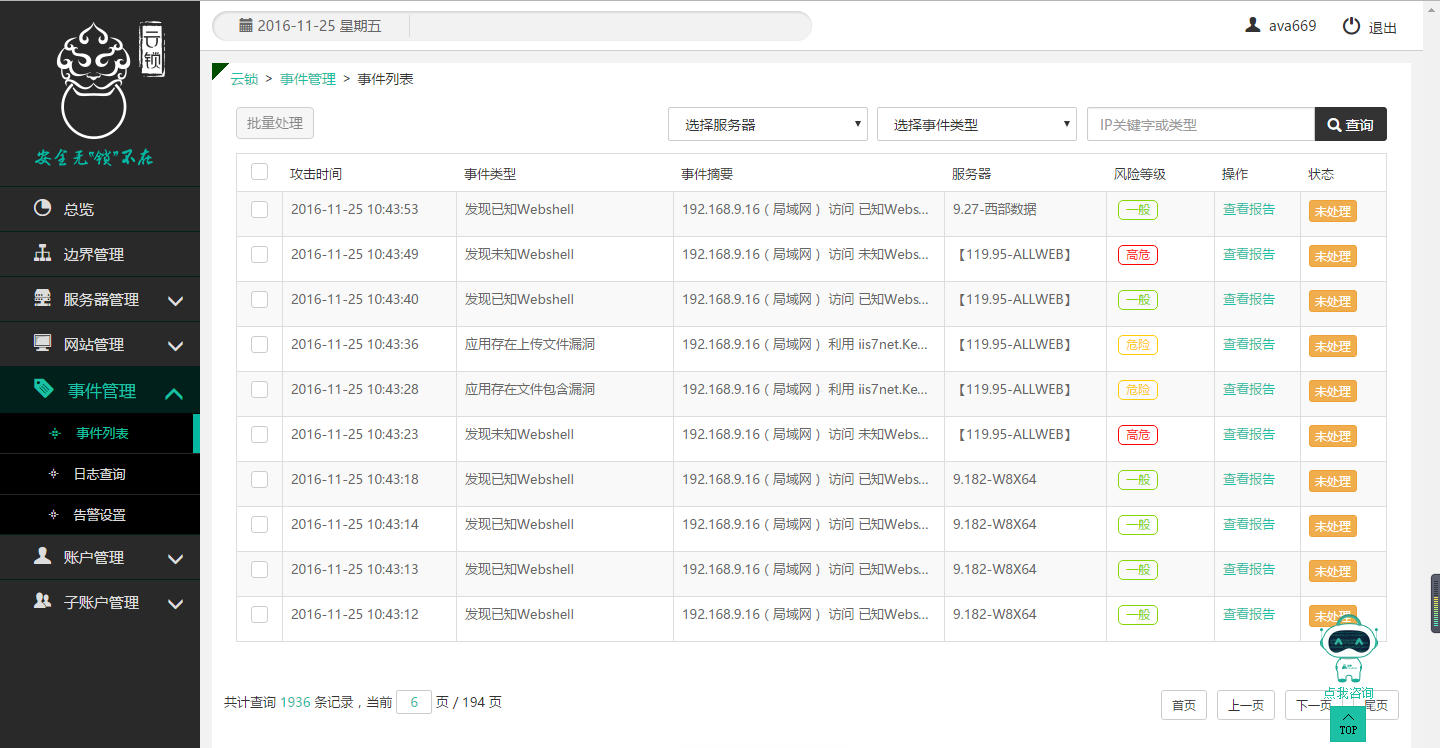 云锁
安全无"锁"不在
总览
边界管理
服务器管理
网站管理
事件管理
事件列表
日志查询
告警设置
账户管理
子账户管理
2016-11-25 星期五
ava669 退出
云锁 > 事件管理 > 事件列表
批量处理 选择服务器 选择事件类型 IP关键字或类型 查询
攻击时间 事件类型 事件摘要 服务器 风险等级 操作 状态
2016-11-25 10:43:53 发现已知Webshell 192.168.9.16 ( 局域网 ) 访问 已知Webs... 9.27-西部数据 一般 查看报告 未处理
2016-11-25 10:43:49 发现未知Webshell 192.168.9.16 ( 局域网 ) 访问 未知Webs... 【119.95-ALLWEB】 高危 查看报告 未处理
2016-11-25 10:43:40 发现已知Webshell 192.168.9.16 ( 局域网 ) 访问 已知Webs... 【119.95-ALLWEB】 一般 查看报告 未处理
2016-11-25 10:43:36 应用存在上传文件漏洞 192.168.9.16 ( 局域网 ) 利用 iis7net.Ke... 【119.95-ALLWEB】 危险 查看报告 未处理
2016-11-25 10:43:28 应用存在文件包含漏洞 192.168.9.16 ( 局域网 ) 利用 iis7net.Ke... 【119.95-ALLWEB】 危险 查看报告 未处理
2016-11-25 10:43:23 发现未知Webshell 192.168.9.16 ( 局域网 ) 访问 未知Webs... 【119.95-ALLWEB】 高危 查看报告 未处理
2016-11-25 10:43:18 发现已知Webshell 192.168.9.16 ( 局域网 ) 访问 已知Webs... 9.182-W8X64 一般 查看报告 未处理
2016-11-25 10:43:14 发现已知Webshell 192.168.9.16 ( 局域网 ) 访问 已知Webs... 9.182-W8X64 一般 查看报告 未处理
2016-11-25 10:43:13 发现已知Webshell 192.168.9.16 ( 局域网 ) 访问 已知Webs... 9.182-W8X64 一般 查看报告 未处理
2016-11-25 10:43:12 发现已知Webshell 192.168.9.16 ( 局域网 ) 访问 已知Webs... 9.182-W8X64 一般 查看报告 未处理
共计查询 1936 条记录，当前 6 页 / 194 页 首页 上一页 下一页 尾页
点我咨询
TOP